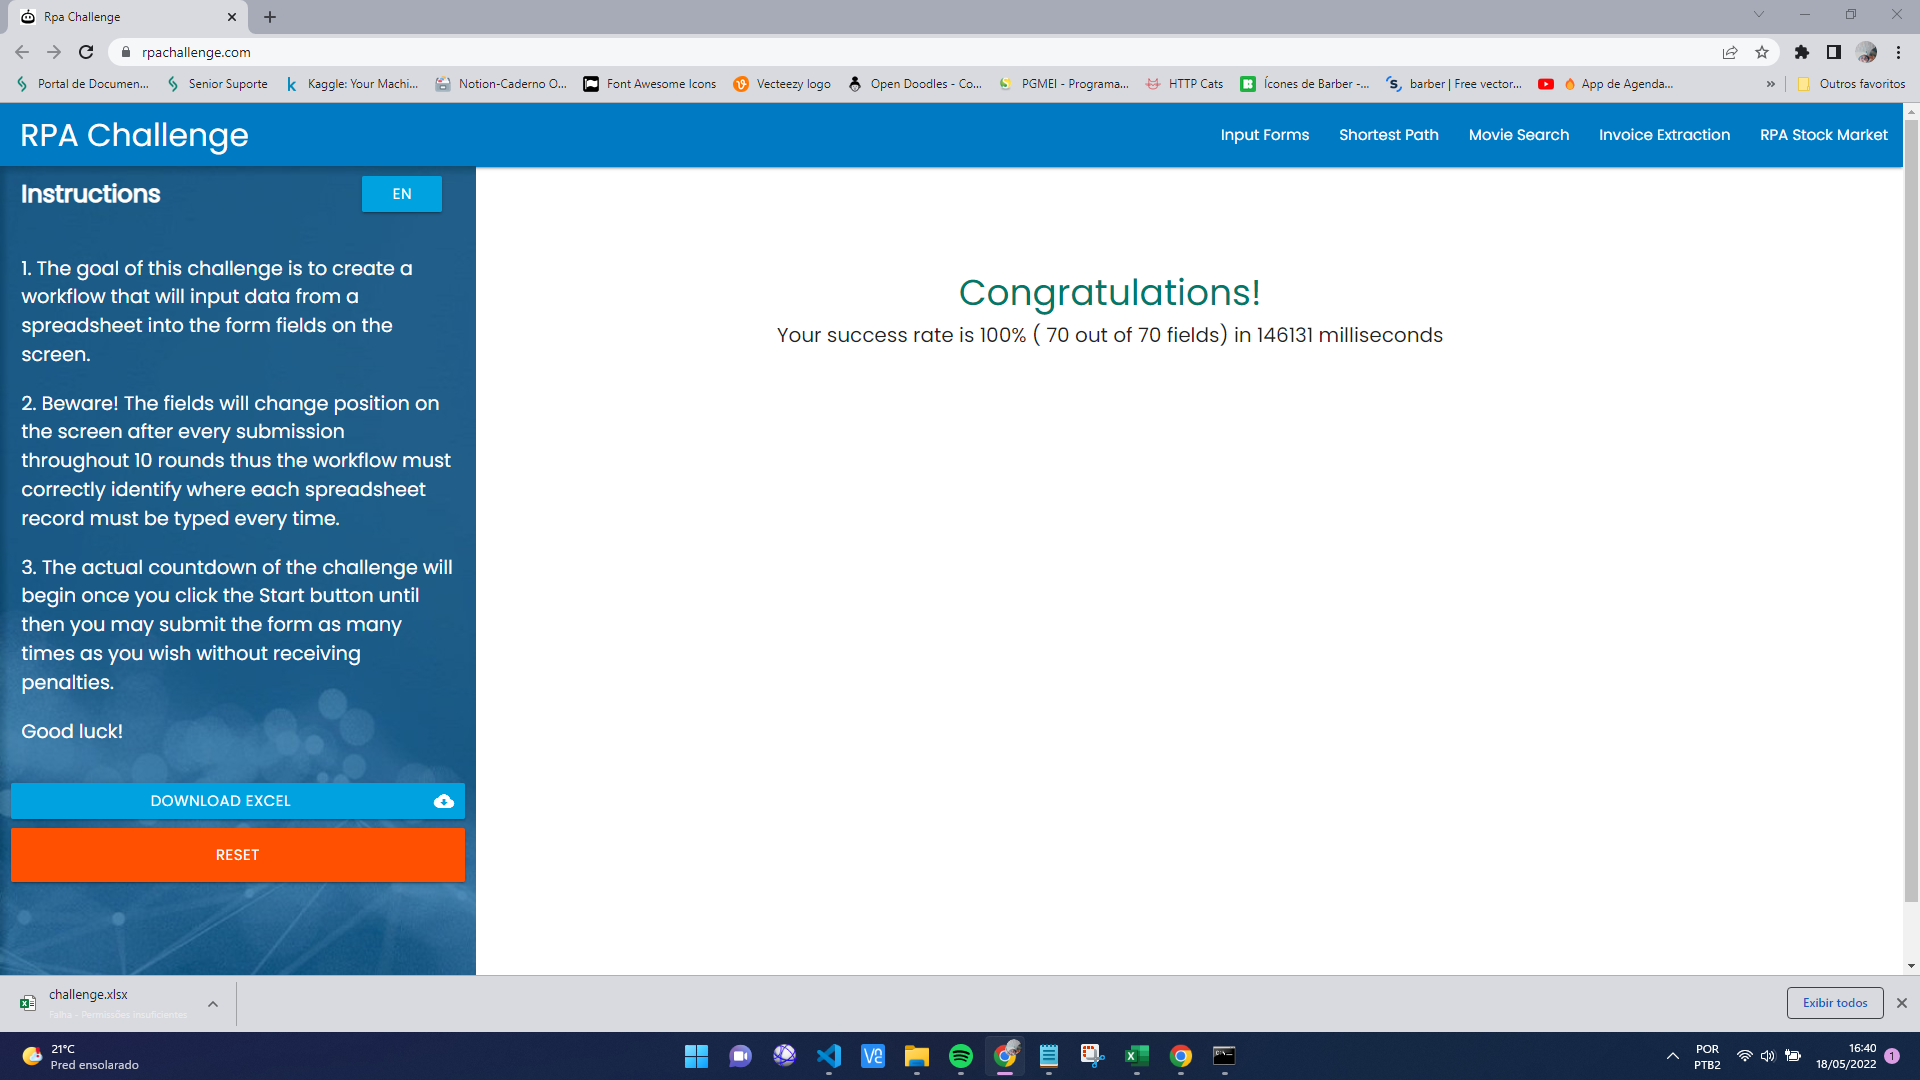 Rpa Challenge
rpachallenge.com
Portal de Documen...
Senior Suporte
Kaggle: Your Machi...
Notion-Caderno O...
Font Awesome Icons
Vecteezy logo
Open Doodles - Co...
PGMEI - Programa...
HTTP Cats
Ícones de Barber -...
barber | Free vector...
App de Agenda...
»
Outros favoritos
RPA Challenge
Input Forms
Shortest Path
Movie Search
Invoice Extraction
RPA Stock Market
Instructions
EN
1. The goal of this challenge is to create a
workflow that will input data from a
spreadsheet into the form fields on the
screen.
2. Beware! The fields will change position on
the screen after every submission
throughout 10 rounds thus the workflow must
correctly identify where each spreadsheet
record must be typed every time.
3. The actual countdown of the challenge will
begin once you click the Start button until
then you may submit the form as many
times as you wish without receiving
penalties.
Good luck!
DOWNLOAD EXCEL
RESET
Congratulations!
Your success rate is 100% ( 70 out of 70 fields) in 146131 milliseconds
challenge.xlsx
Falha - Permissões insuficientes
Exibir todos
21°C
Pred ensolarado
POR
PTB2
16:40
18/05/2022
1